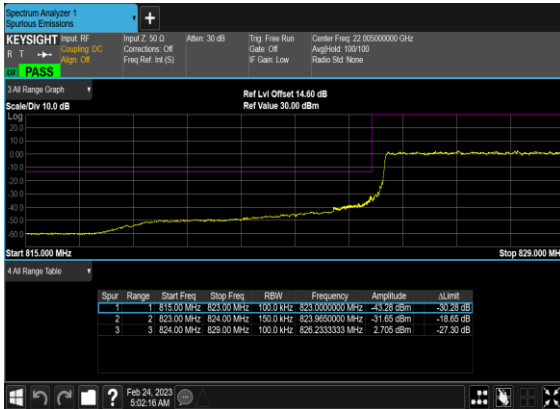 Spectrum Analyzer 1
Spurious Emissions
+
KEYSIGHT Input: RF Input Z: 50 Ω Atten: 30 dB Trig: Free Run Center Freq: 22.005000000 GHz
R T Coupling: DC Corrections: Off Gate: Off Avg|Hold: 100/100
Align: Off Freq Ref: Int (S) IF Gain: Low Radio Std: None
PASS
3 All Range Graph
Ref Lvl Offset 14.60 dB
Scale/Div 10.0 dB Ref Value 30.00 dBm
Log
20.0
10.0
0.00
-10.0
-20.0
-30.0
-40.0
-50.0
-60.0
Start 815.000 MHz Stop 829.000 MH
4 All Range Table
Spur Range Start Freq Stop Freq RBW Frequency Amplitude ΔLimit
1 1 815.00 MHz 823.00 MHz 100.0 kHz 823.0000000 MHz -43.28 dBm -30.28 dB
2 2 823.00 MHz 824.00 MHz 150.0 kHz 823.9650000 MHz -31.65 dBm -18.65 dB
3 3 824.00 MHz 829.00 MHz 100.0 kHz 826.2333333 MHz 2.705 dBm -27.30 dB
? Feb 24, 2023
5:02:16 AM